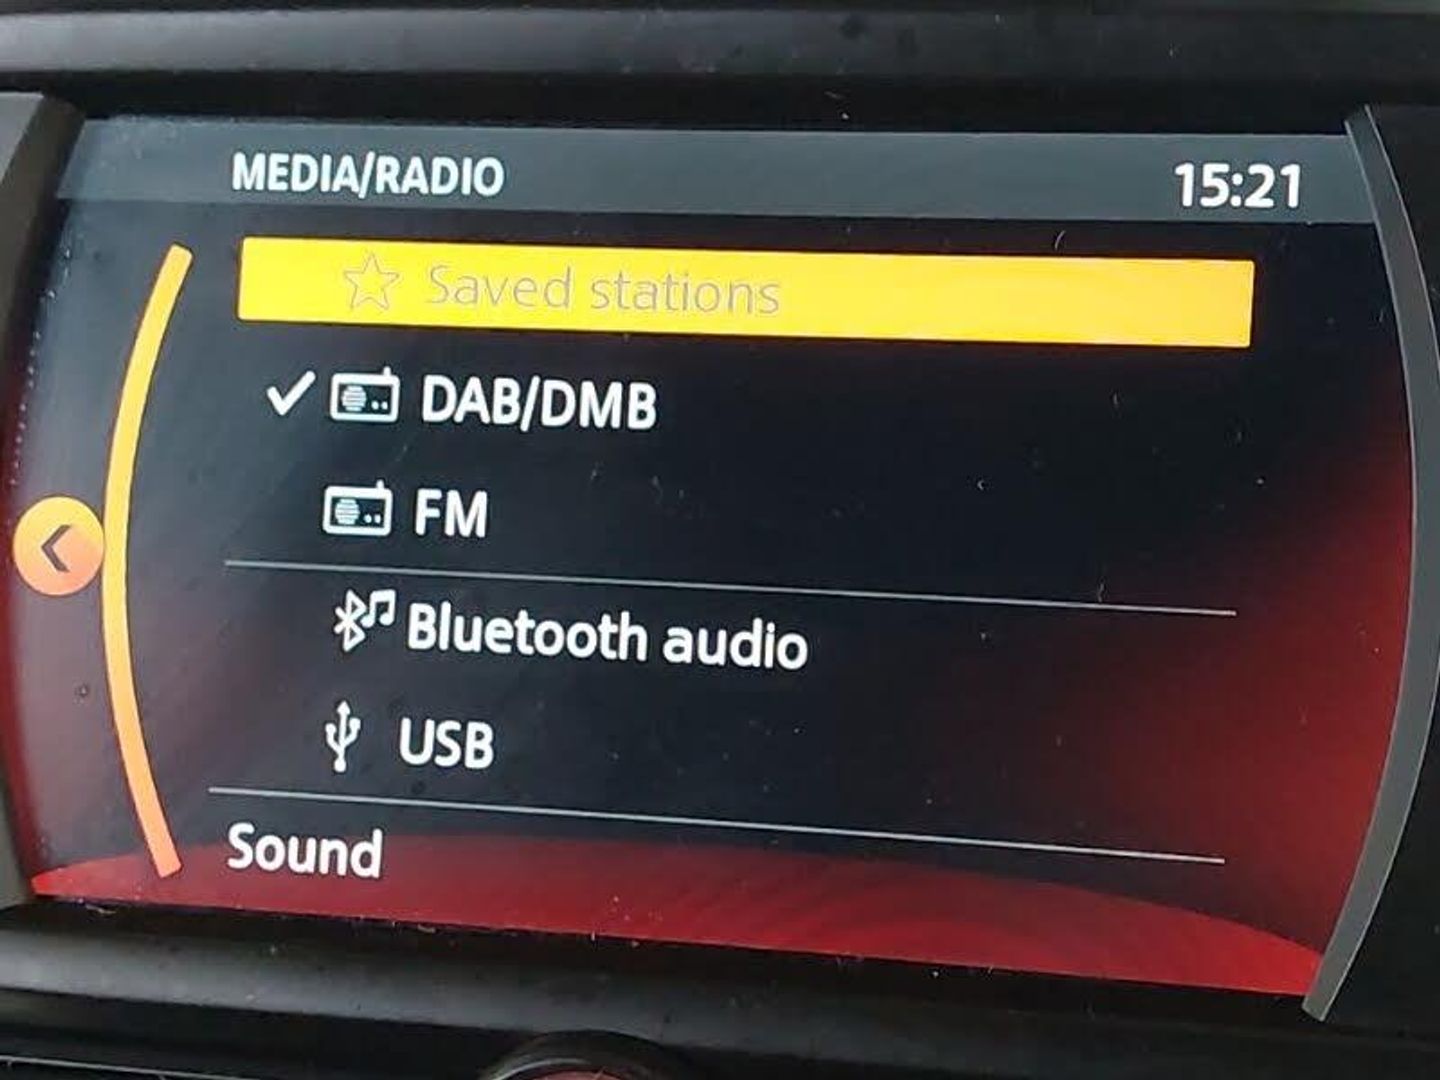 MEDIA/RADIO 15:21
Saved stations
DAB/DMB
FM
Bluetooth audio
USB
Sound